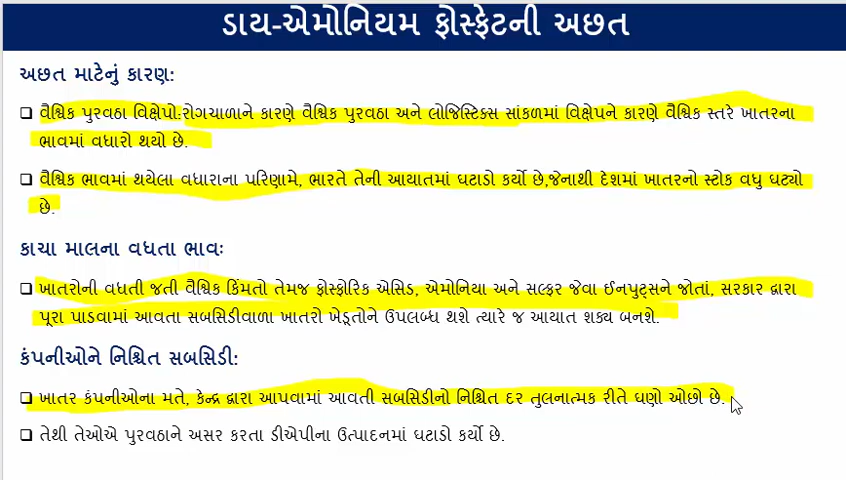 ડાય-એમોનિયમ ફોસ્ફેટની અછત
અછત માટેનું કારણ:
વૈશ્વિક પુરવઠા વિક્ષેપો:રોગચાળાને કારણે વૈશ્વિક પુરવઠા અને લોજિસ્ટિક્સ સાંકળમાં વિક્ષેપને કારણે વૈશ્વિક સ્તરે ખાતરના
ભાવમાં વધારો થયો છે.
વૈશ્વિક ભાવમાં થયેલા વધારાના પરિણામે, ભારતે તેની આયાતમાં ઘટાડો કર્યો છે,જેનાથી દેશમાં ખાતરનો સ્ટોક વધુ ઘટ્યો
છે.
કાચા માલના વધતા ભાવ:
ખાતરોની વધતી જતી વૈશ્વિક કિંમતો તેમજ ફોસ્ફોરિક એસિડ, એમોનિયા અને સલ્ફર જેવા ઈનપુટ્સને જોતાં, સરકાર દ્વારા
પૂરા પાડવામાં આવતા સબસિડીવાળા ખાતરો ખેડૂતોને ઉપલબ્ધ થશે ત્યારે જ આયાત શક્ય બનશે.
કંપનીઓને નિશ્ચિત સબસિડી:
ખાતર કંપનીઓના મતે, કેન્દ્ર દ્વારા આપવામાં આવતી સબસિડીનો નિશ્ચિત દર તુલનાત્મક રીતે ઘણો ઓછો છે.
તેથી તેઓએ પુરવઠાને અસર કરતા ડીએપીના ઉત્પાદનમાં ઘટાડો કર્યો છે.